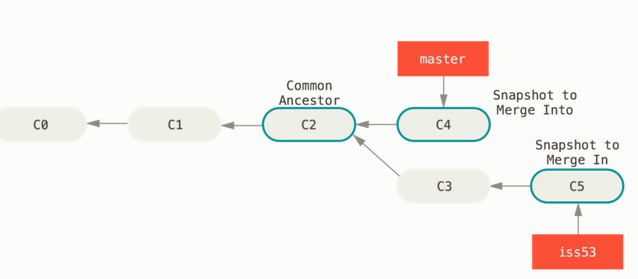 master
Common
Ancestor
Snapshot to
Merge Into
C0
C1
C2
C4
Snapshot to
Merge In
C3
C5
iss53